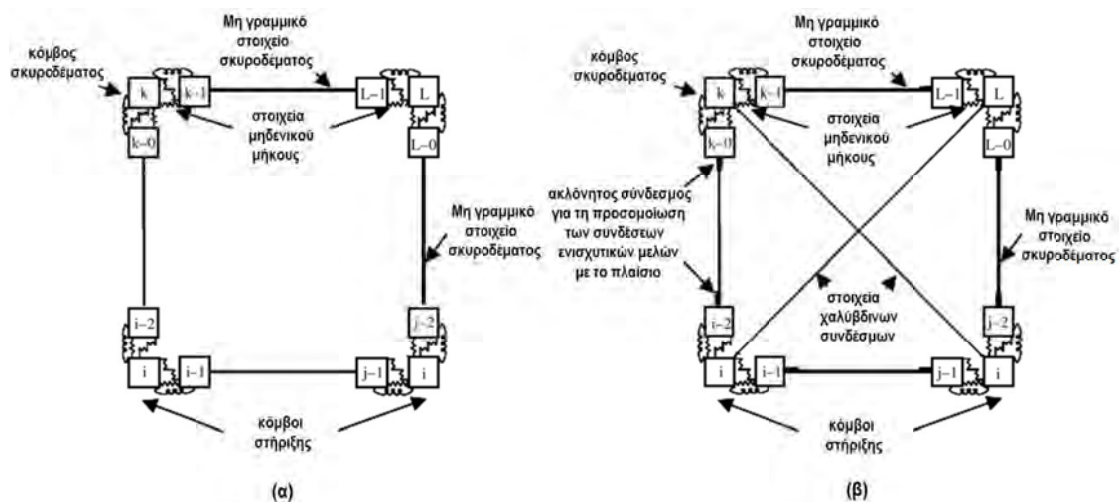 Μη γραμμικό
στοιχείο
σκυροδέματος
κόμβος
σκυροδέματος
k
k-1
L-1
L
k-0
L-0
στοιχεία
μηδενικού
μήκους
Μη γραμμικό
στοιχείο
σκυροδέματος
i-2
j-2
i
i-1
j-1
i
κόμβοι
στήριξης
(α)
Μη γραμμικό
στοιχείο
σκυροδέματος
κόμβος
σκυροδέματος
k
k-1
L-1
L
k-0
L-0
στοιχεία
μηδενικού
μήκους
ακλόνητος σύνδεσμος
για τη προσομοίωση
των συνδέσεων
ενισχυτικών μελών
με το πλαίσιο
Μη γραμμικό
στοιχείο
σκυροδέματος
στοιχεία
χαλύβδινων
συνδέσμων
i-2
j-2
i
i-1
j-1
i
κόμβοι
στήριξης
(β)